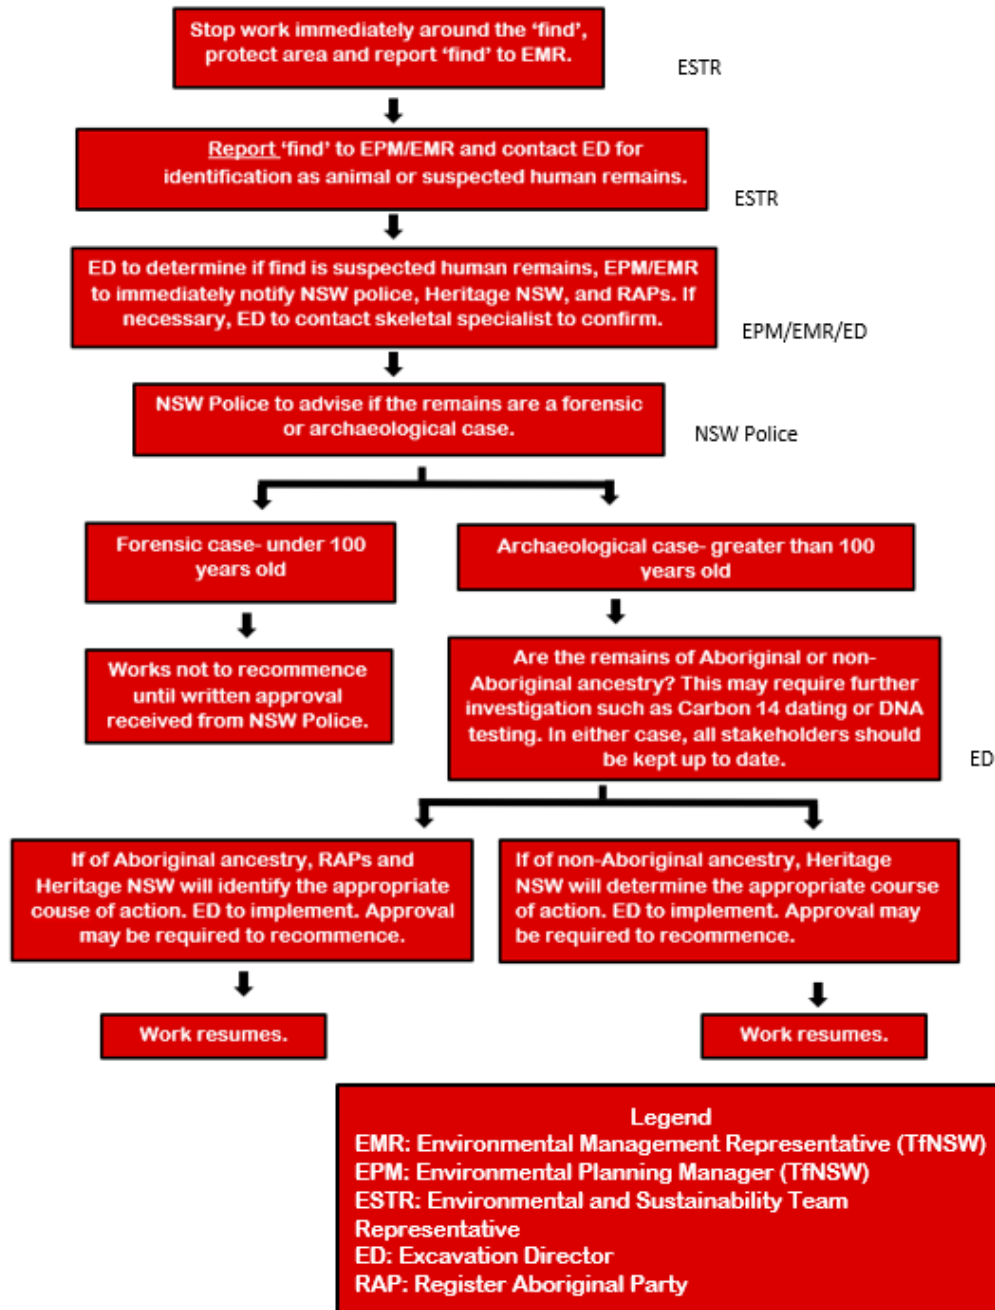 Stop work immediately around the ‘find’,
protect area and report ‘find’ to EMR.
ESTR
Report ‘find’ to EPM/EMR and contact ED for
identification as animal or suspected human remains.
ESTR
ED to determine if find is suspected human remains, EPM/EMR
to immediately notify NSW police, Heritage NSW, and RAPs. If
necessary, ED to contact skeletal specialist to confirm.
EPM/EMR/ED
NSW Police to advise if the remains are a forensic
or archaeological case.
NSW Police
Forensic case- under 100
years old
Archaeological case- greater than 100
years old
Works not to recommence
until written approval
received from NSW Police.
Are the remains of Aboriginal or non-
Aboriginal ancestry? This may require further
investigation such as Carbon 14 dating or DNA
testing. In either case, all stakeholders should
be kept up to date.
ED
If of Aboriginal ancestry, RAPs and
Heritage NSW will identify the appropriate
couse of action. ED to implement. Approval
may be required to recommence.
If of non-Aboriginal ancestry, Heritage
NSW will determine the appropriate course
of action. ED to implement. Approval may
be required to recommence.
Work resumes.
Work resumes.
Legend
EMR: Environmental Management Representative (TfNSW)
EPM: Environmental Planning Manager (TfNSW)
ESTR: Environmental and Sustainability Team
Representative
ED: Excavation Director
RAP: Register Aboriginal Party